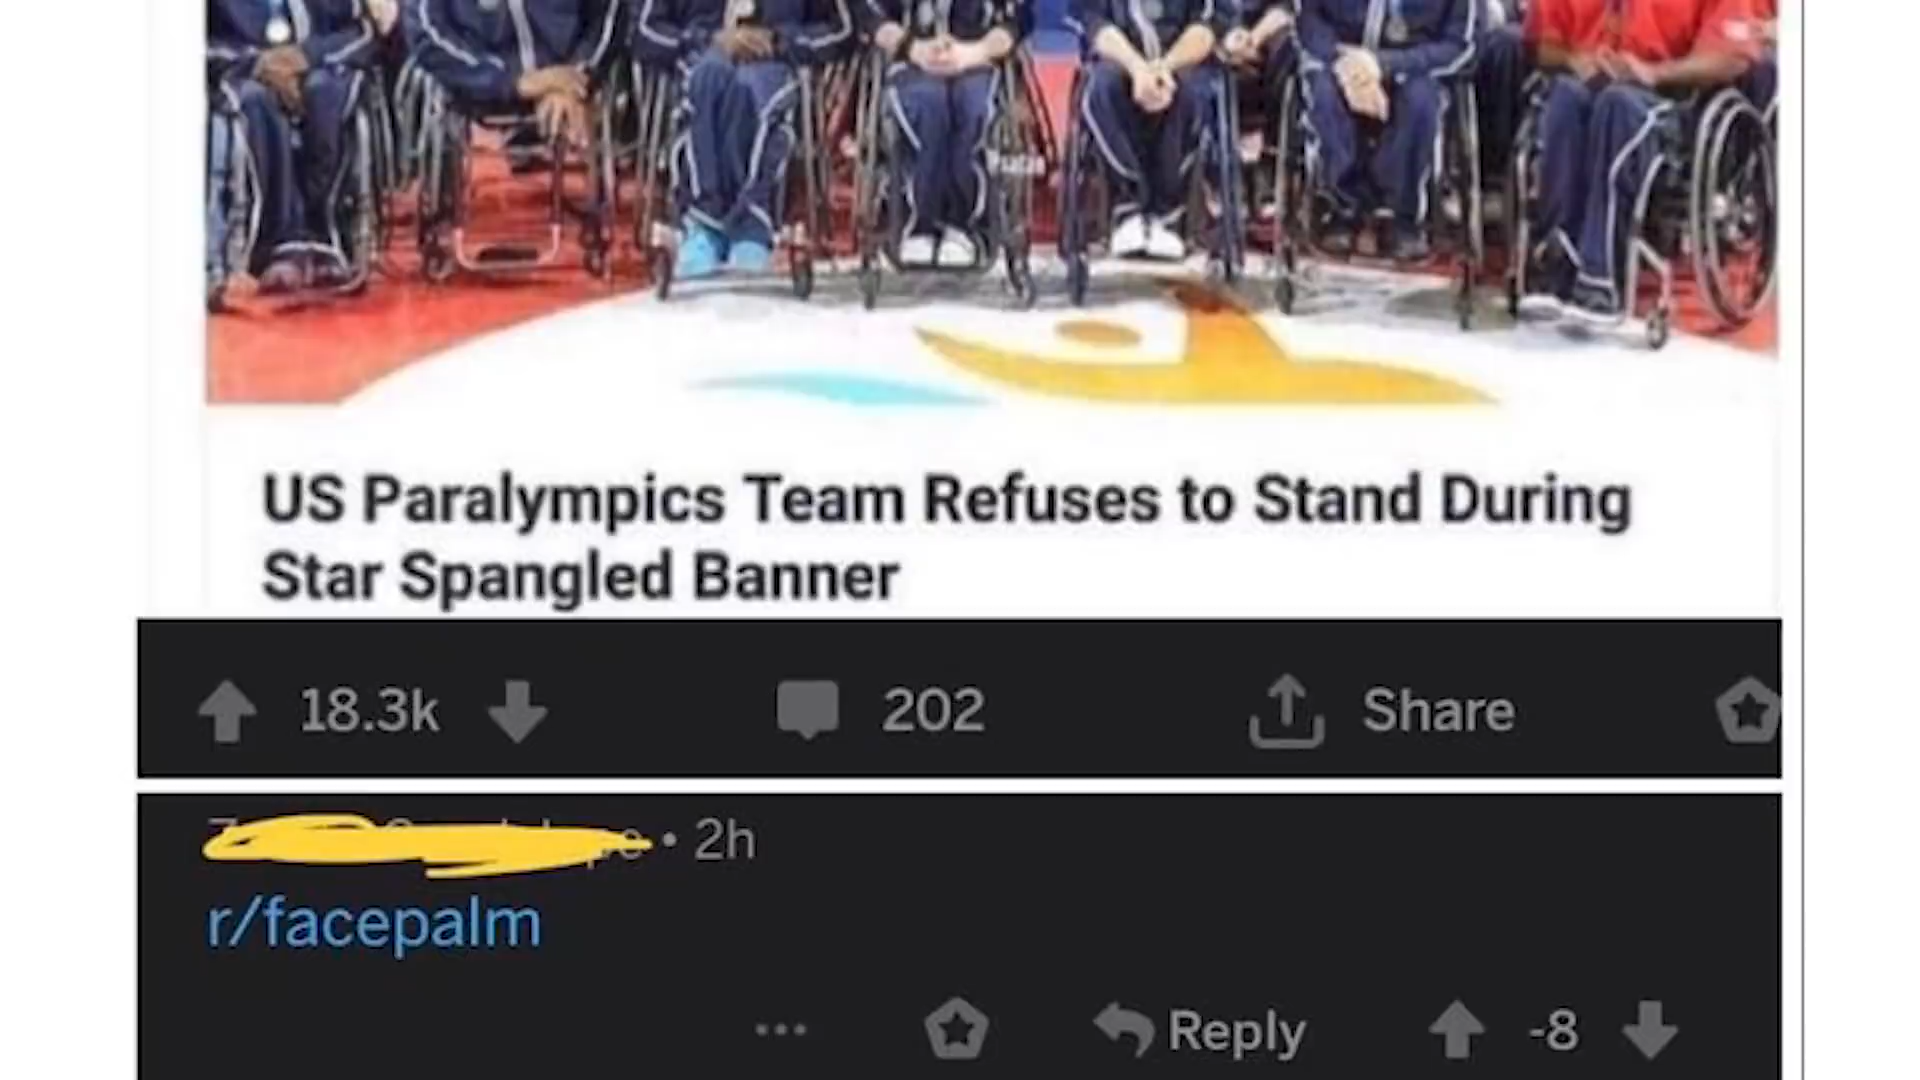 US Paralympics Team Refuses to Stand During
Star Spangled Banner
18.3k
202
Share
• 2h
r/facepalm
... Reply -8